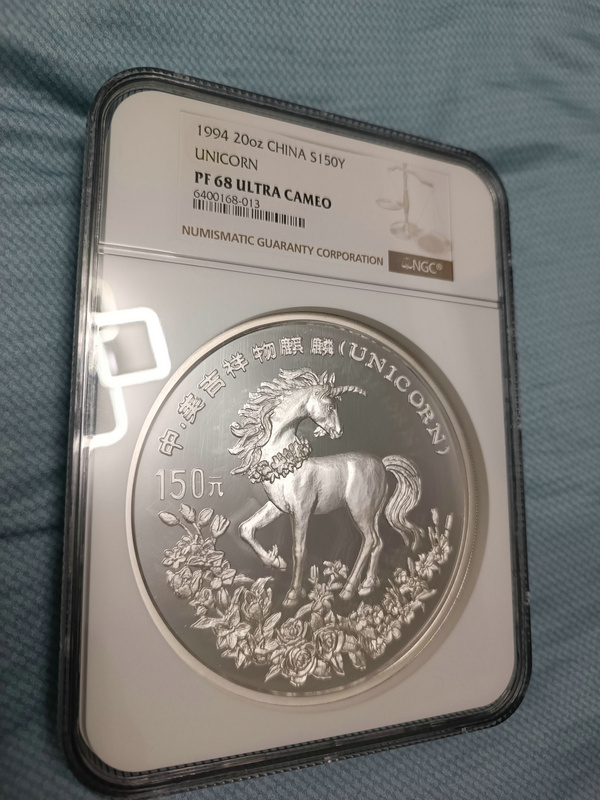 1994 20oz CHINA S150Y
UNICORN
PF 68 ULTRA CAMEO
6400168-013
NUMISMATIC GUARANTY CORPORATION
NGC®
中·美吉祥物麒麟(UNICORN)
150元